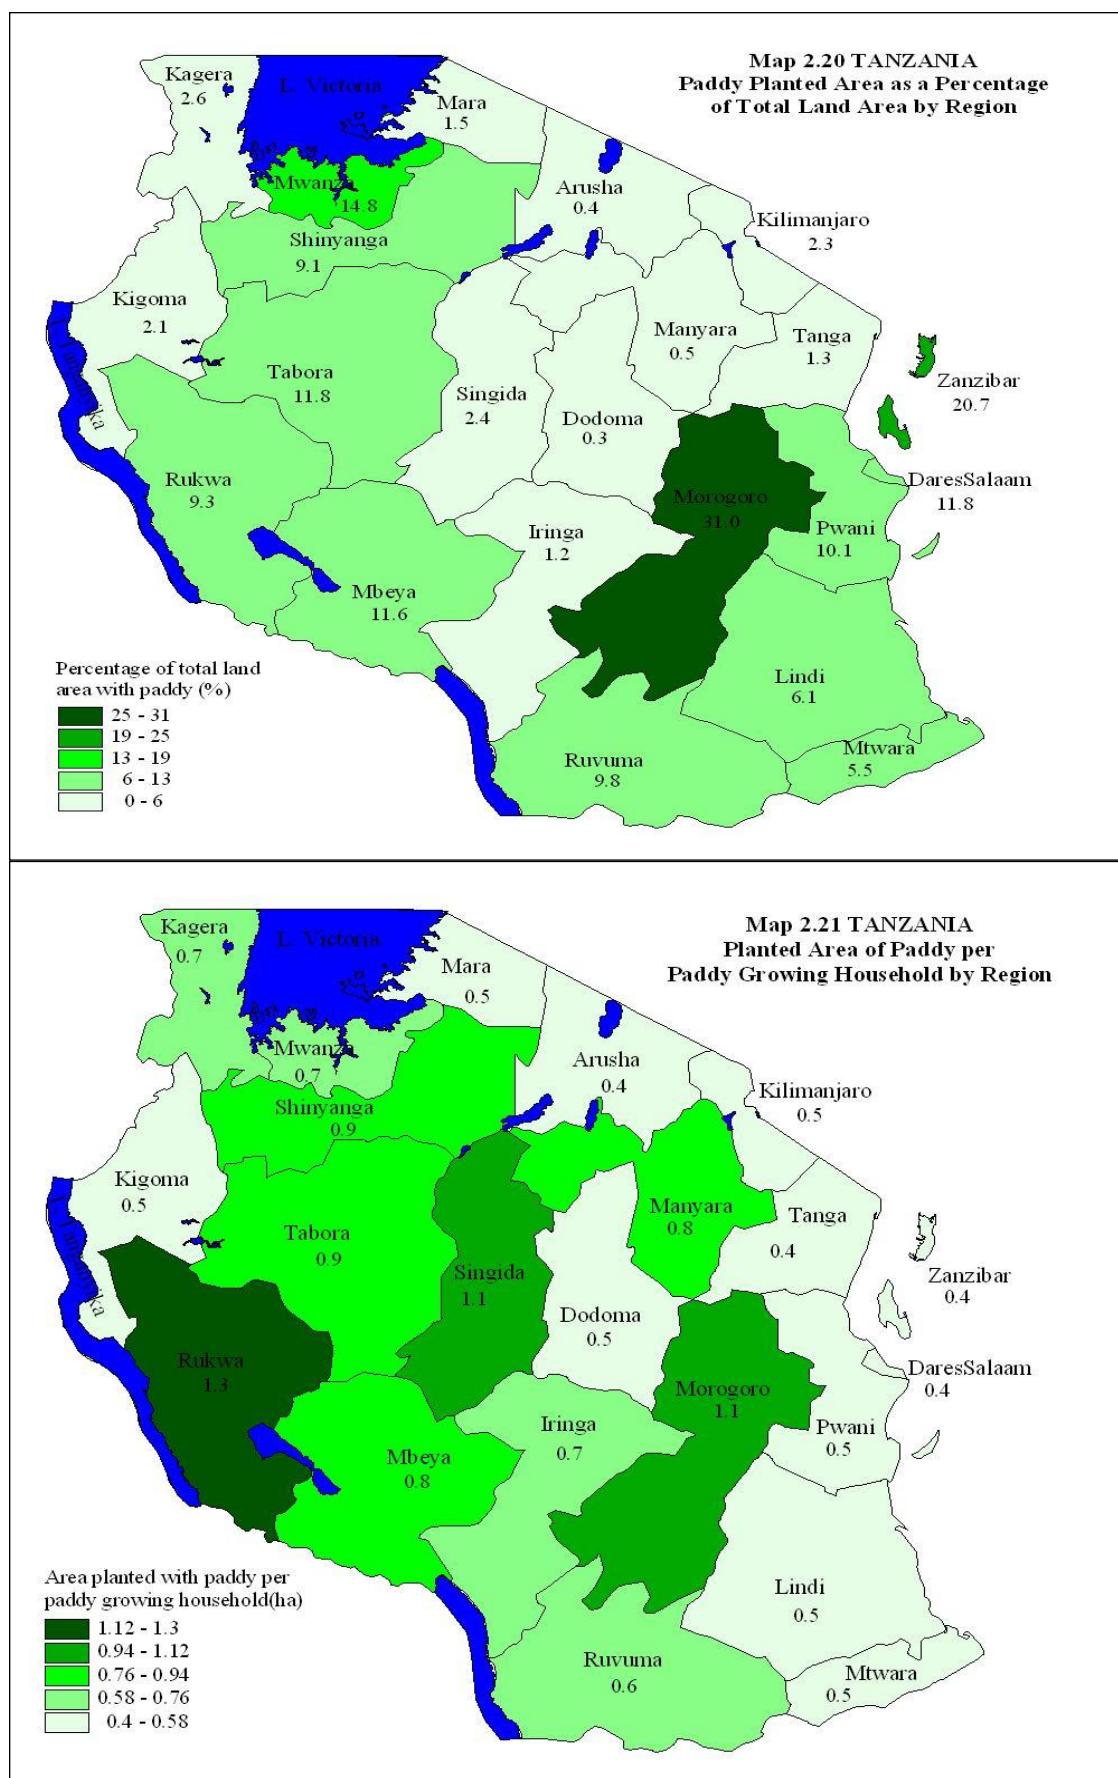 Map 2.20 TANZANIA
Paddy Planted Area as a Percentage
of Total Land Area by Region
Kagera
2.6
L. Victoria
Mara
1.5
Mwanza
14.8
Arusha
0.4
Kilimanjaro
2.3
Shinyanga
9.1
Kigoma
2.1
Manyara
0.5
Tanga
1.3
Tabora
11.8
Singida
2.4
Dodoma
0.3
Zanzibar
20.7
Rukwa
9.3
Morogoro
31.0
DaresSalaam
11.8
Iringa
1.2
Pwani
10.1
Mbeya
11.6
Lindi
6.1
Ruvuma
9.8
Mtwara
5.5
Percentage of total land
area with paddy (%)
25 - 31
19 - 25
13 - 19
6 - 13
0 - 6
Map 2.21 TANZANIA
Planted Area of Paddy per
Paddy Growing Household by Region
Kagera
0.7
L. Victoria
Mara
0.5
Mwanza
0.7
Arusha
0.4
Kilimanjaro
0.5
Shinyanga
0.9
Kigoma
0.5
Manyara
0.8
Tanga
0.4
Tabora
0.9
Singida
1.1
Zanzibar
0.4
Dodoma
0.5
Rukwa
1.3
Morogoro
1.1
DaresSalaam
0.4
Iringa
0.7
Pwani
0.5
Mbeya
0.8
Lindi
0.5
Ruvuma
0.6
Mtwara
0.5
Area planted with paddy per
paddy growing household(ha)
1.12 - 1.3
0.94 - 1.12
0.76 - 0.94
0.58 - 0.76
0.4 - 0.58